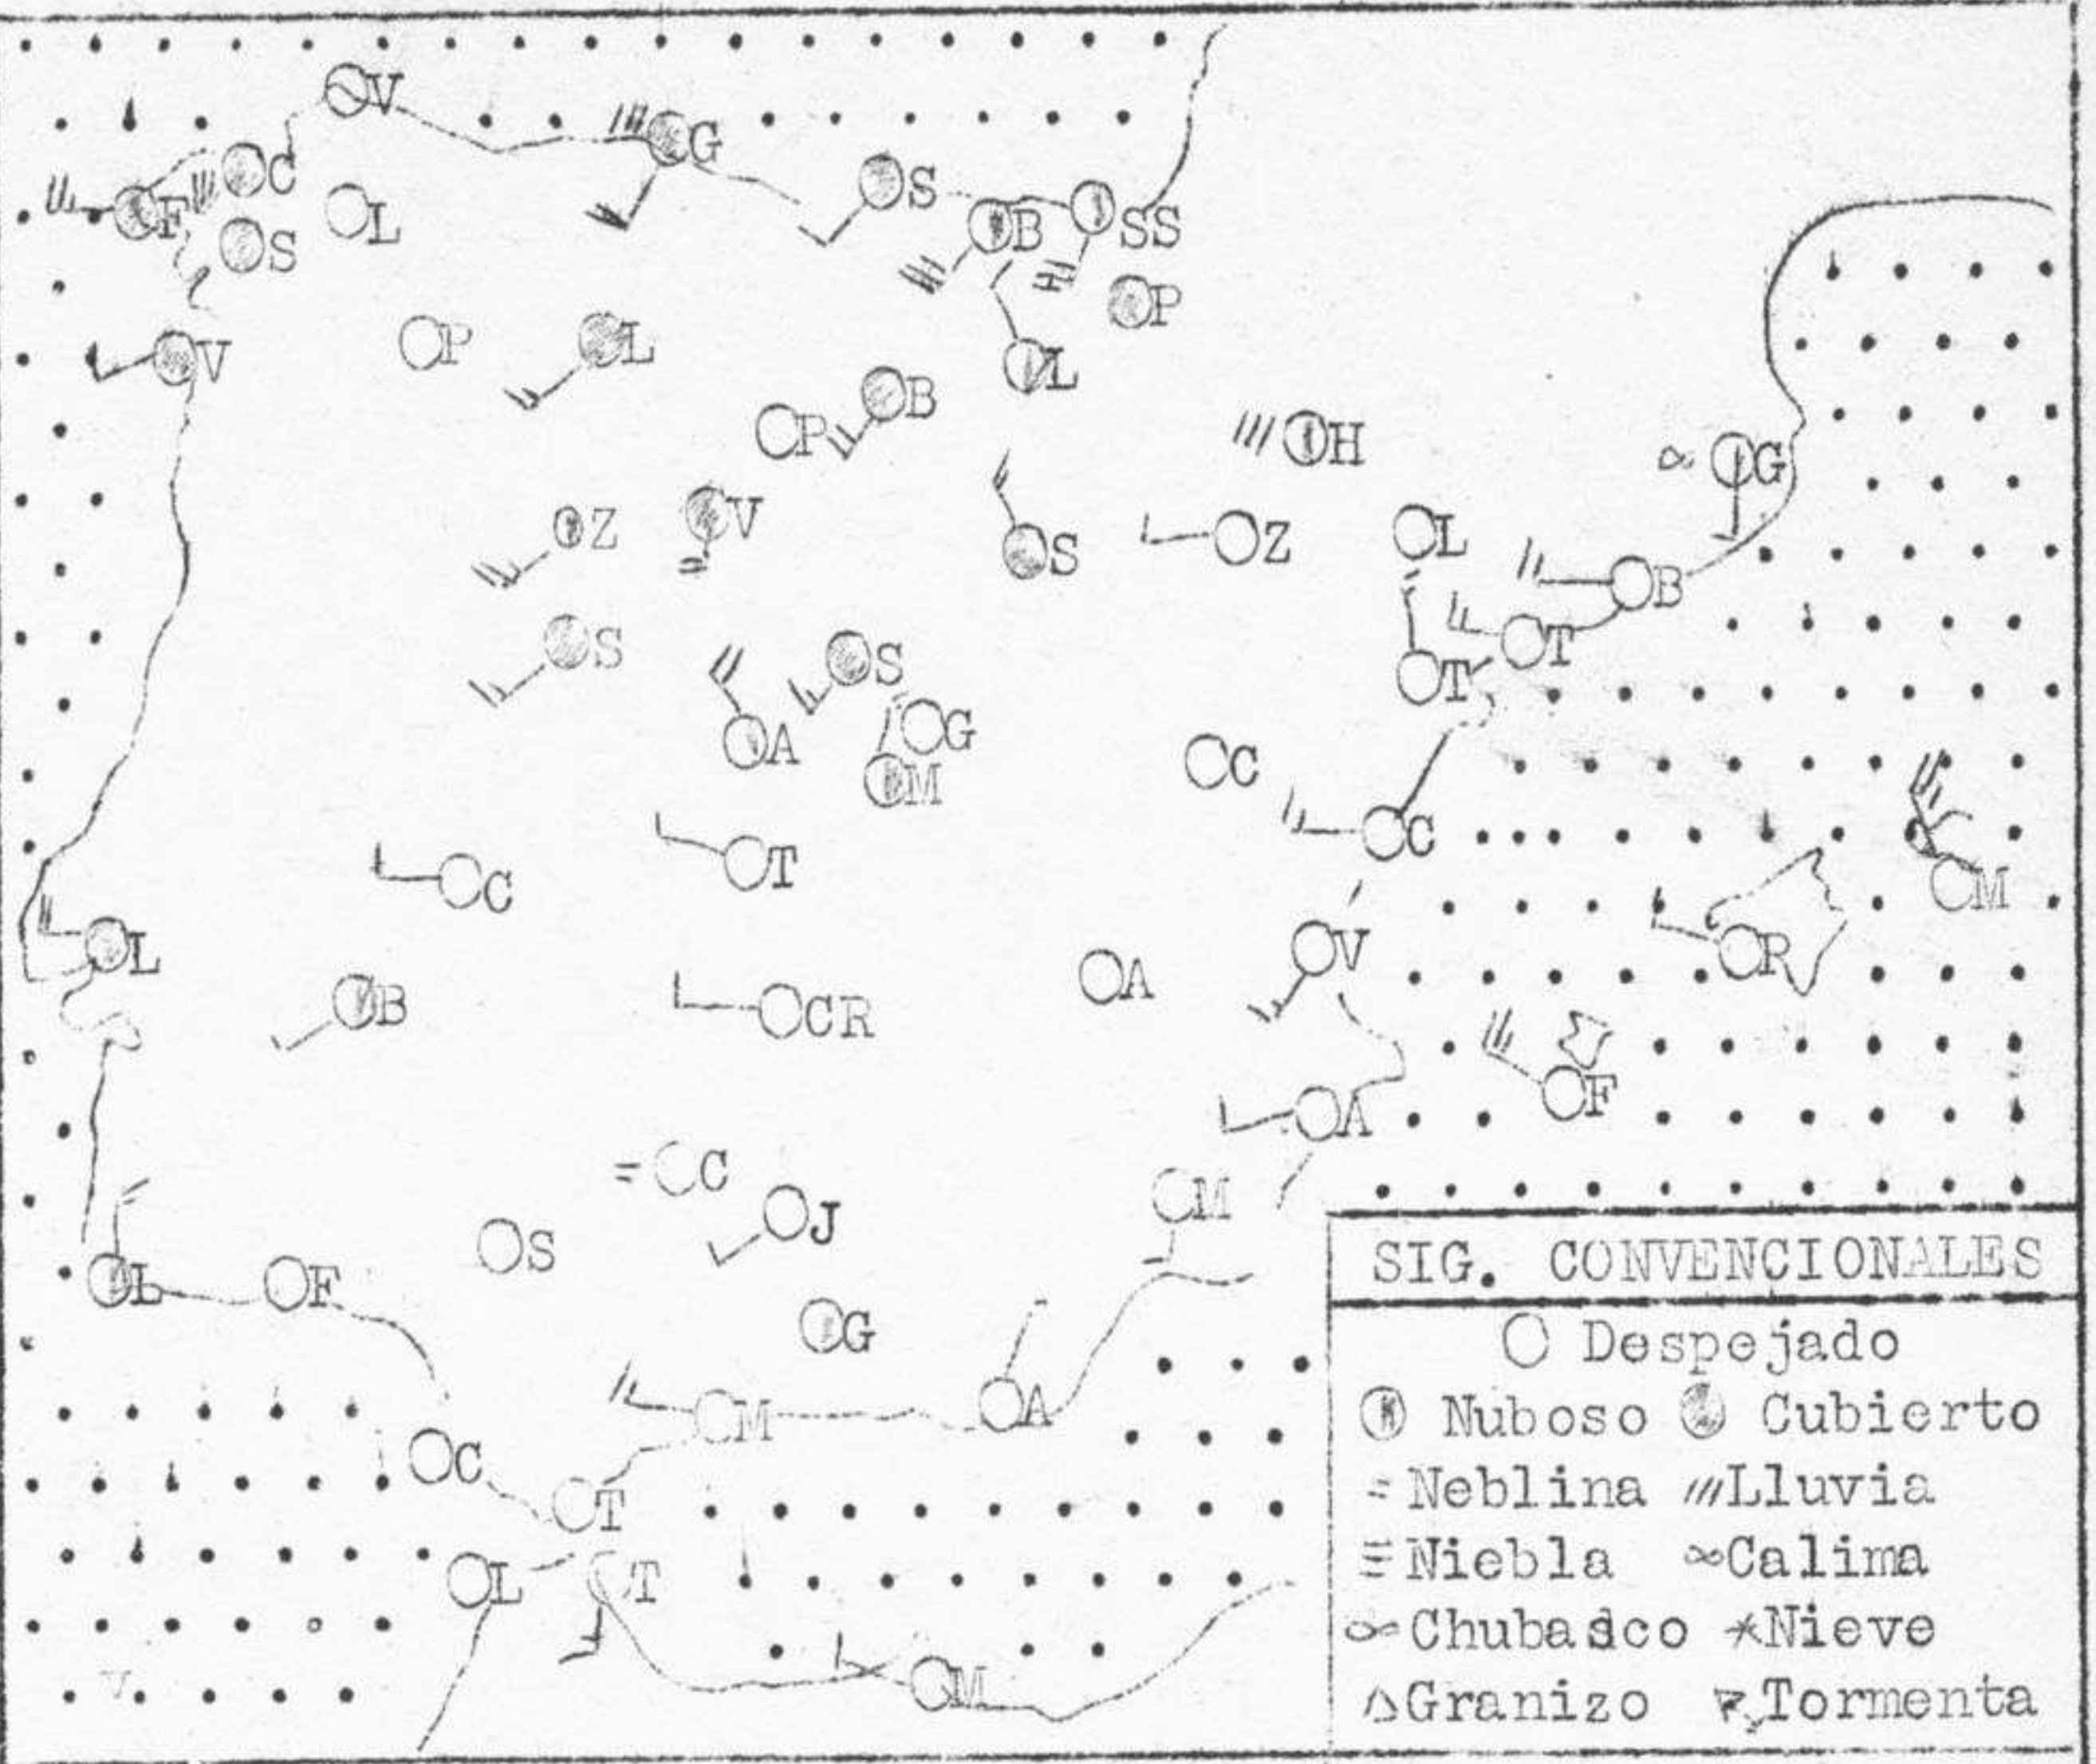 V
G
C
S
F
L
S
B
SS
P
V
P
L
L
B
P
H
G
Z
V
S
Z
L
B
S
S
T
T
A
G
M
C
C
T
C
M
L
V
R
B
CR
A
F
A
C
J
M
S
L
F
G
M
A
C
T
L
T
M
SIG. CONVENCIONALES
Despejado
Nuboso Cubierto
= Neblina ///Lluvia
≡Niebla ∞Calima
Chubasco *Nieve
△Granizo Tormenta